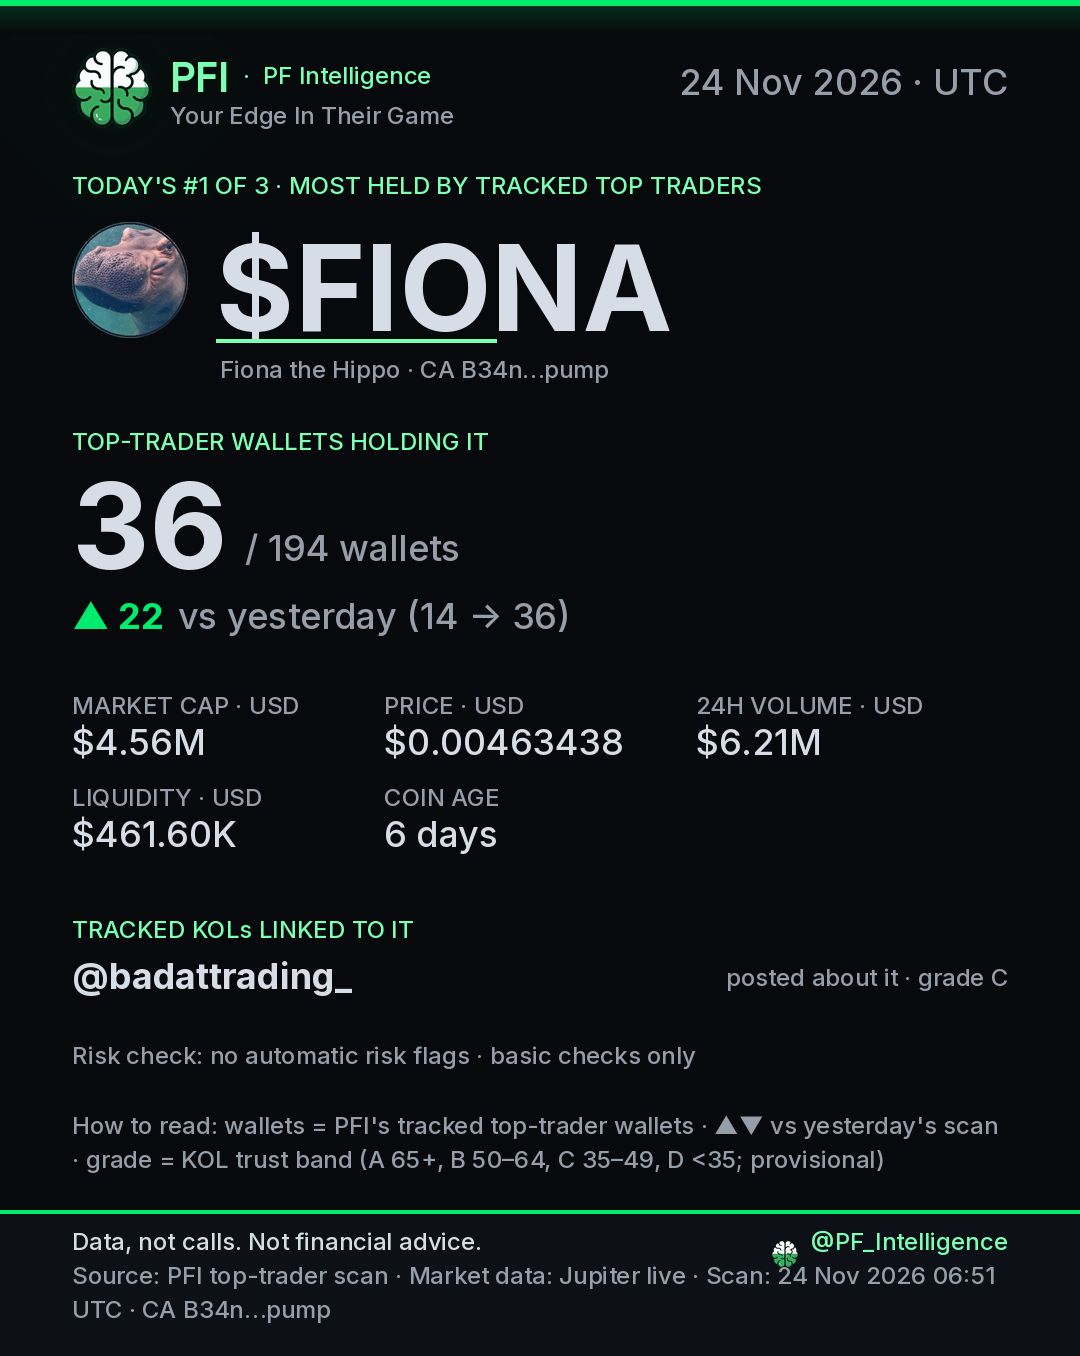 PFI · PF Intelligence
Your Edge In Their Game
24 Nov 2026 · UTC
TODAY'S #1 OF 3 · MOST HELD BY TRACKED TOP TRADERS
$FIONA
Fiona the Hippo · CA B34n...pump
TOP-TRADER WALLETS HOLDING IT
36 / 194 wallets
▲ 22 vs yesterday (14 → 36)
MARKET CAP · USD
$4.56M
PRICE · USD
$0.00463438
24H VOLUME · USD
$6.21M
LIQUIDITY · USD
$461.60K
COIN AGE
6 days
TRACKED KOLs LINKED TO IT
@badattrading_
posted about it · grade C
Risk check: no automatic risk flags · basic checks only
How to read: wallets = PFI's tracked top-trader wallets · ▲▼ vs yesterday's scan
· grade = KOL trust band (A 65+, B 50–64, C 35–49, D <35; provisional)
Data, not calls. Not financial advice.
@PF_Intelligence
Source: PFI top-trader scan · Market data: Jupiter live · Scan: 24 Nov 2026 06:51
UTC · CA B34n...pump